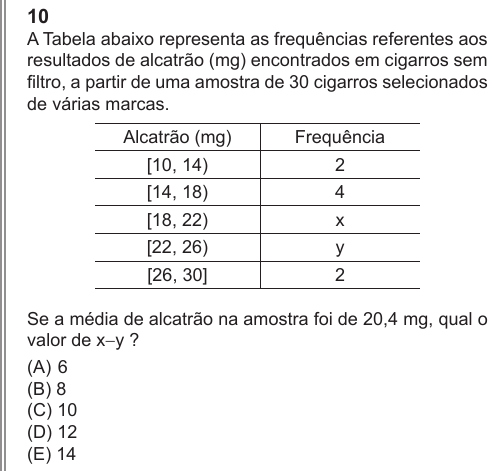 10
A Tabela abaixo representa as frequências referentes aos
resultados de alcatrão (mg) encontrados em cigarros sem
filtro, a partir de uma amostra de 30 cigarros selecionados
de várias marcas.
Alcatrão (mg) Frequência
[10, 14) 2
[14, 18) 4
[18, 22) x
[22, 26) y
[26, 30] 2
Se a média de alcatrão na amostra foi de 20,4 mg, qual o
valor de x–y ?
(A) 6
(B) 8
(C) 10
(D) 12
(E) 14